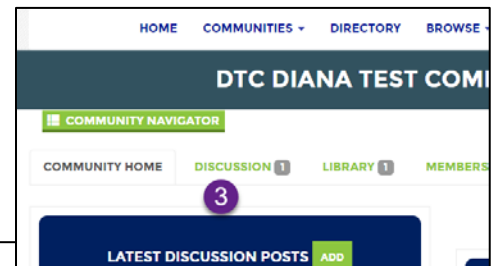 HOME COMMUNITIES DIRECTORY BROWSE
DTC DIANA TEST COM
COMMUNITY NAVIGATOR
COMMUNITY HOME DISCUSSION 1 LIBRARY 1 MEMBERS
3
LATEST DISCUSSION POSTS ADD